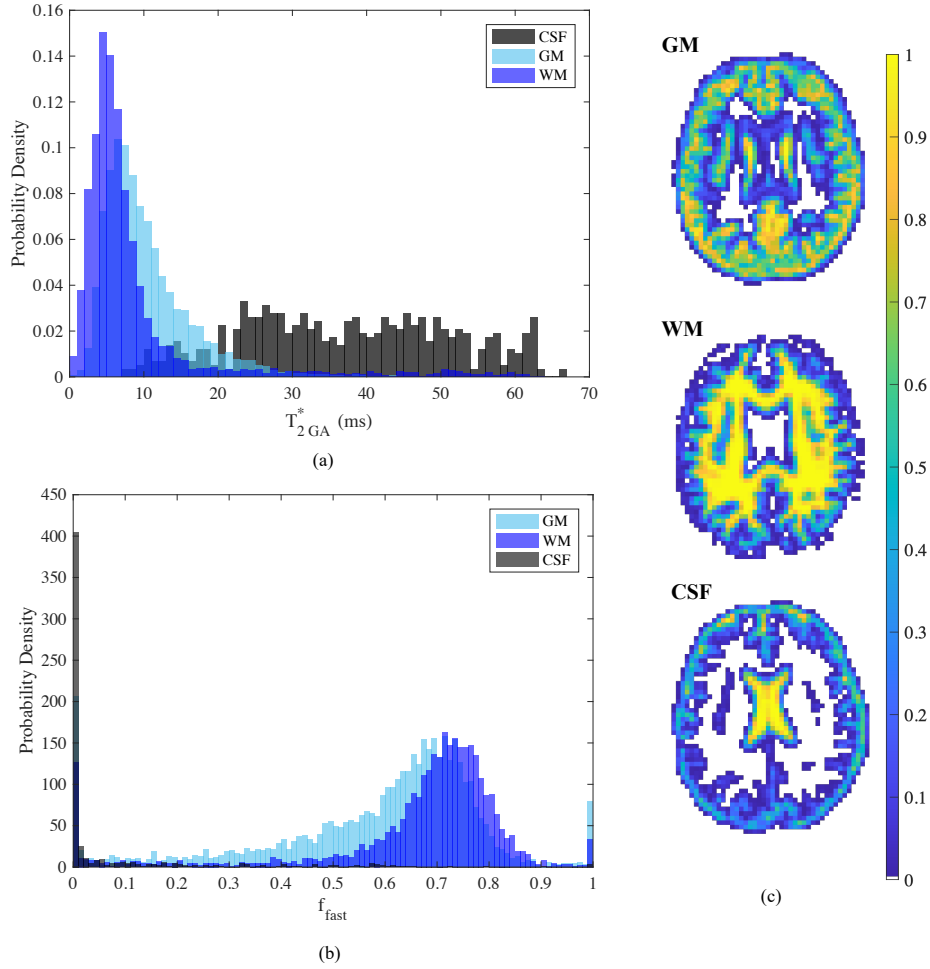 0.16
0.14
0.12
0.1
0.08
0.06
0.04
0.02
0
Probability Density
CSF
GM
WM
0 10 20 30 40 50 60 70
T*2 GA (ms)
(a)
450
400
350
300
250
200
150
100
50
0
Probability Density
GM
WM
CSF
0 0.1 0.2 0.3 0.4 0.5 0.6 0.7 0.8 0.9 1
f_fast
(b)
GM
WM
CSF
1
0.9
0.8
0.7
0.6
0.5
0.4
0.3
0.2
0.1
0
(c)